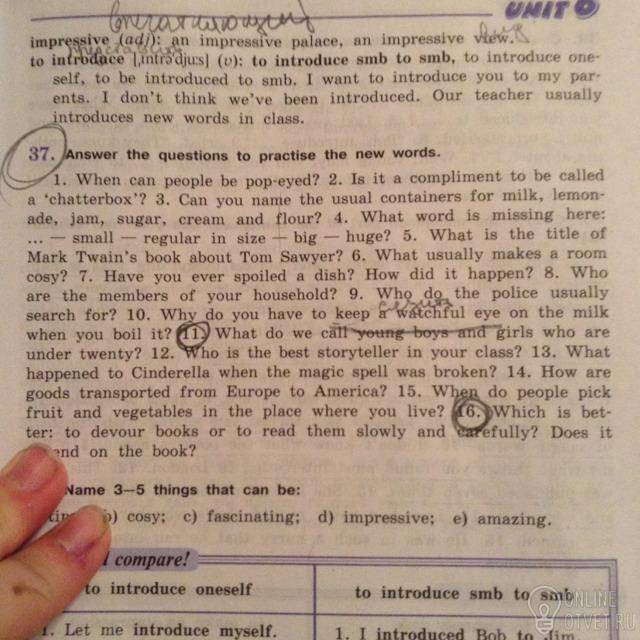 UNIT
impressive (adj): an impressive palace, an impressive view.
to introduce [ˌɪntrəˈdju:s] (v): to introduce smb to smb, to introduce one-
self, to be introduced to smb. I want to introduce you to my par-
ents. I don't think we've been introduced. Our teacher usually
introduces new words in class.
37. Answer the questions to practise the new words.
1. When can people be pop-eyed? 2. Is it a compliment to be called
a 'chatterbox'? 3. Can you name the usual containers for milk, lemon-
ade, jam, sugar, cream and flour? 4. What word is missing here:
... — small — regular in size — big — huge? 5. What is the title of
Mark Twain's book about Tom Sawyer? 6. What usually makes a room
cosy? 7. Have you ever spoiled a dish? How did it happen? 8. Who
are the members of your household? 9. Who do the police usually
search for? 10. Why do you have to keep a watchful eye on the milk
when you boil it? 11. What do we call young boys and girls who are
under twenty? 12. Who is the best storyteller in your class? 13. What
happened to Cinderella when the magic spell was broken? 14. How are
goods transported from Europe to America? 15. When do people pick
fruit and vegetables in the place where you live? 16. Which is bet-
ter: to devour books or to read them slowly and carefully? Does it
end on the book?
Name 3—5 things that can be:
b) cosy; c) fascinating; d) impressive; e) amazing.
compare!
to introduce oneself
to introduce smb to smb
1. Let me introduce myself.
1. I introduced Bob to Jim.
ONLINE
OTVET.RU